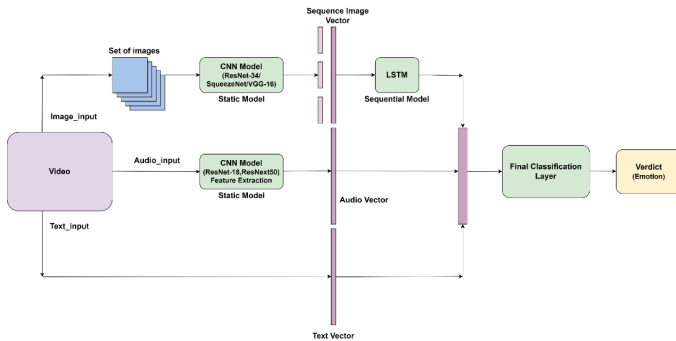 Sequence Image
Vector
Set of images
CNN Model
(ResNet-34/
SqueezeNet/VGG-16)
Static Model
LSTM
Sequential Model
Image_input
Video
Audio_input
CNN Model
(ResNet-18,ResNext50)
Feature Extraction
Static Model
Audio Vector
Final Classification
Layer
Verdict
(Emotion)
Text_input
Text Vector